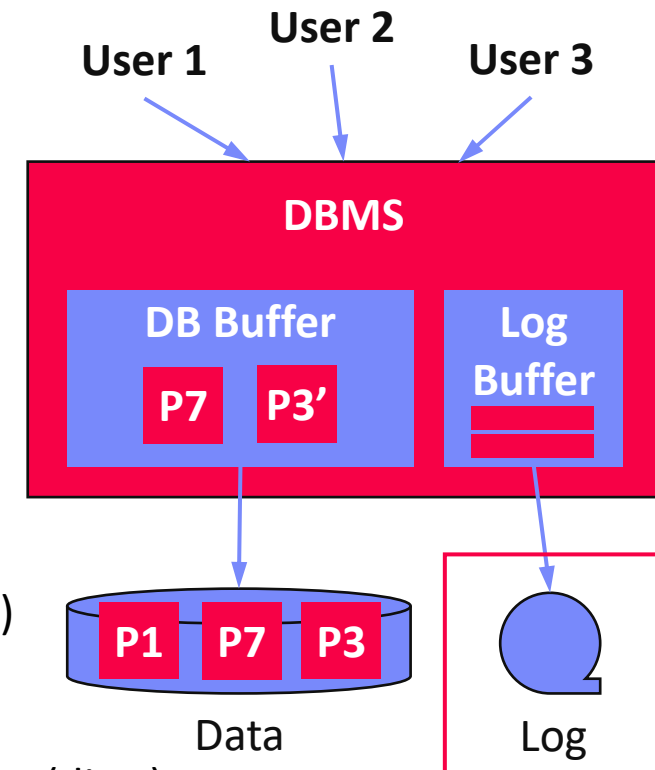 User 1
User 2
User 3
DBMS
DB Buffer
Log
Buffer
P7
P3’
)
P1
P7
P3
Data
Log